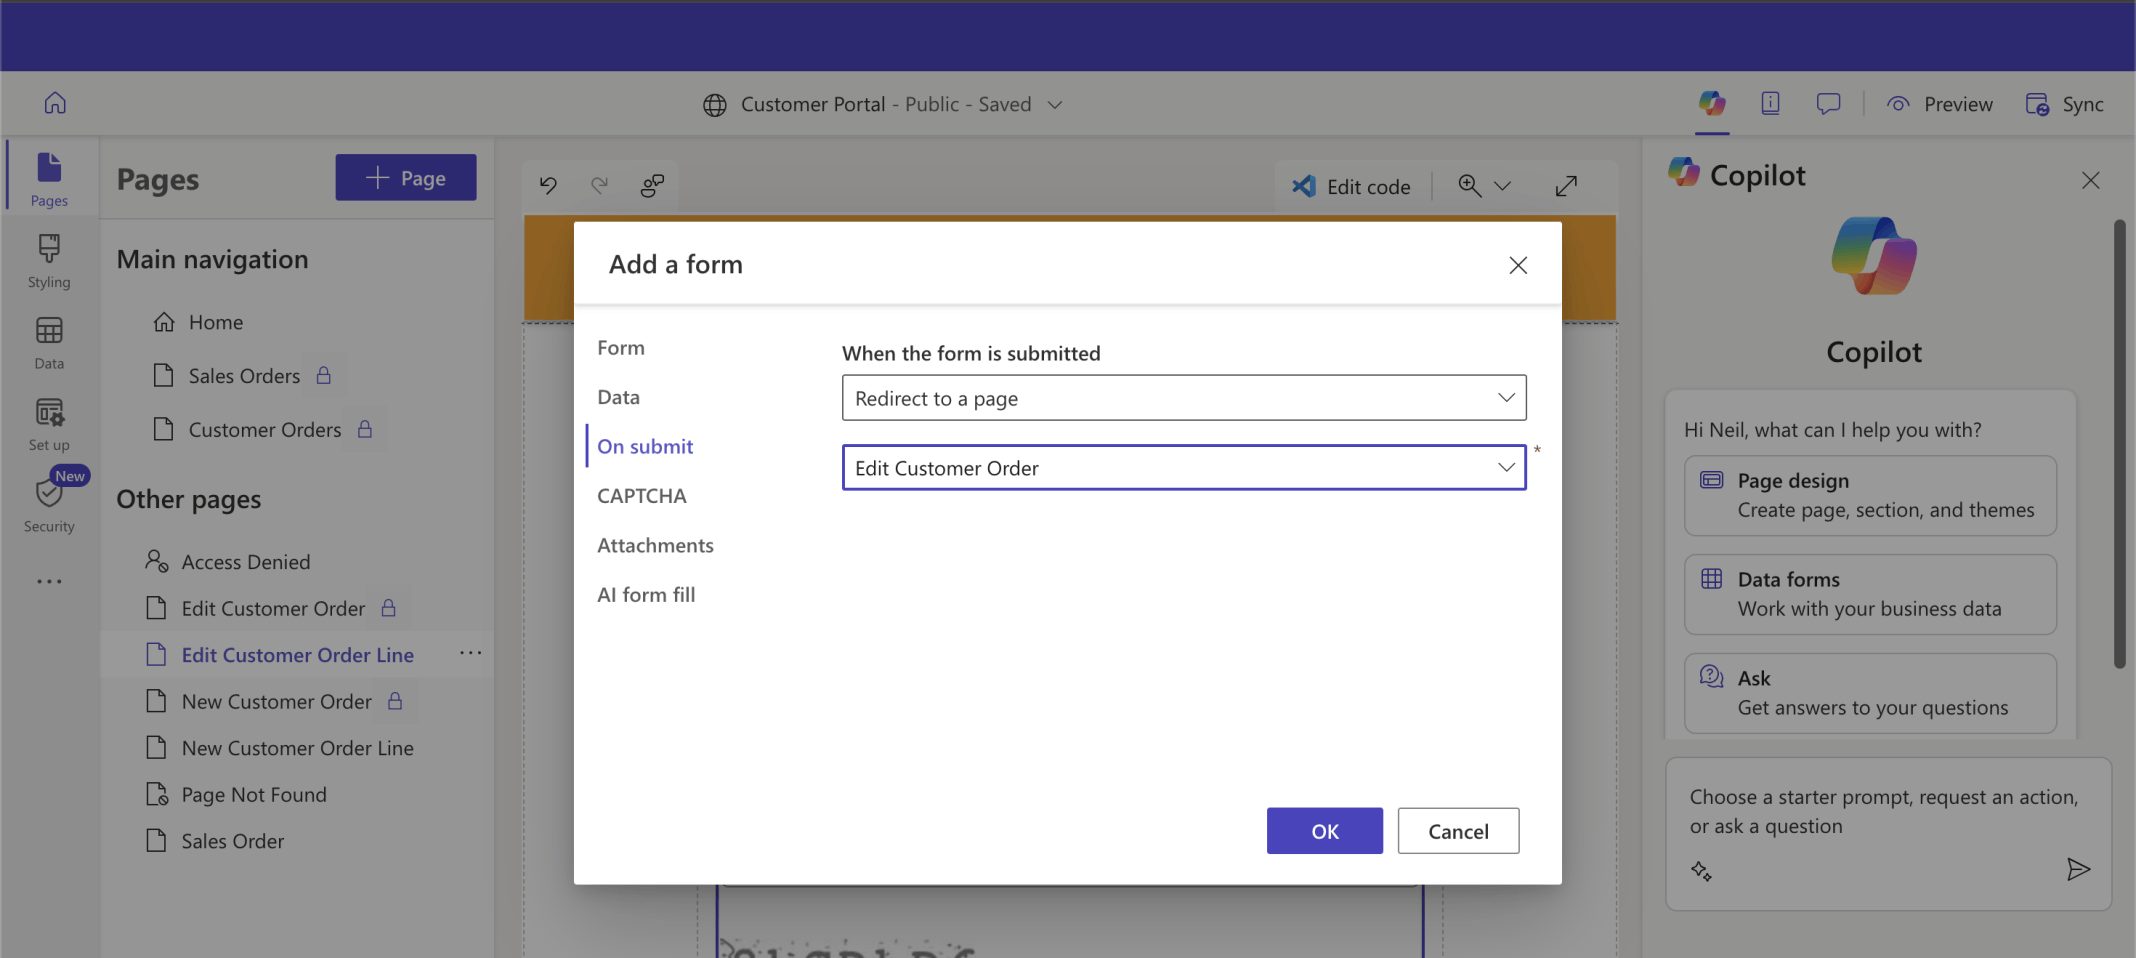 Customer Portal - Public - Saved
Preview
Sync
Pages
Styling
Data
Set up
New
Security
Pages
Page
Main navigation
Home
Sales Orders
Customer Orders
Other pages
Access Denied
Edit Customer Order
Edit Customer Order Line
New Customer Order
New Customer Order Line
Page Not Found
Sales Order
Edit code
Add a form
Form
Data
On submit
CAPTCHA
Attachments
AI form fill
When the form is submitted
Redirect to a page
Edit Customer Order
*
OK
Cancel
Copilot
Copilot
Hi Neil, what can I help you with?
Page design
Create page, section, and themes
Data forms
Work with your business data
Ask
Get answers to your questions
Choose a starter prompt, request an action,
or ask a question